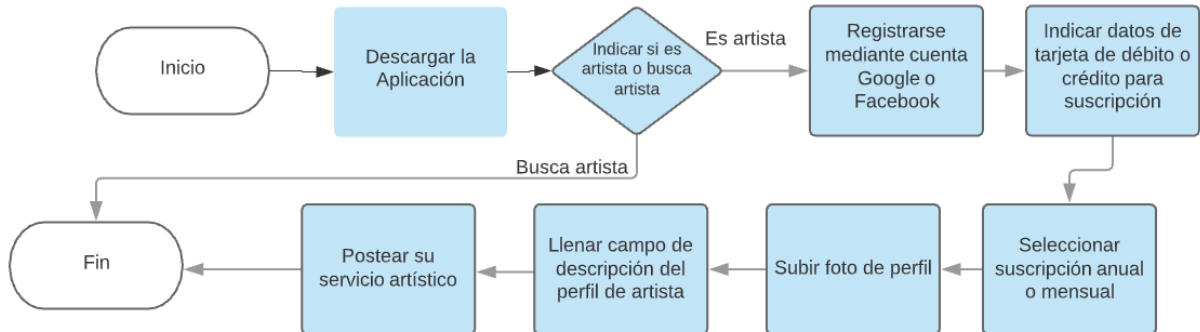 Inicio
Descargar la
Aplicación
Indicar si es
artista o busca
artista
Es artista
Registrarse
mediante cuenta
Google o
Facebook
Indicar datos de
tarjeta de débito o
crédito para
suscripción
Busca artista
Fin
Postear su
servicio artístico
Llenar campo de
descripción del
perfil de artista
Subir foto de perfil
Seleccionar
suscripción anual
o mensual